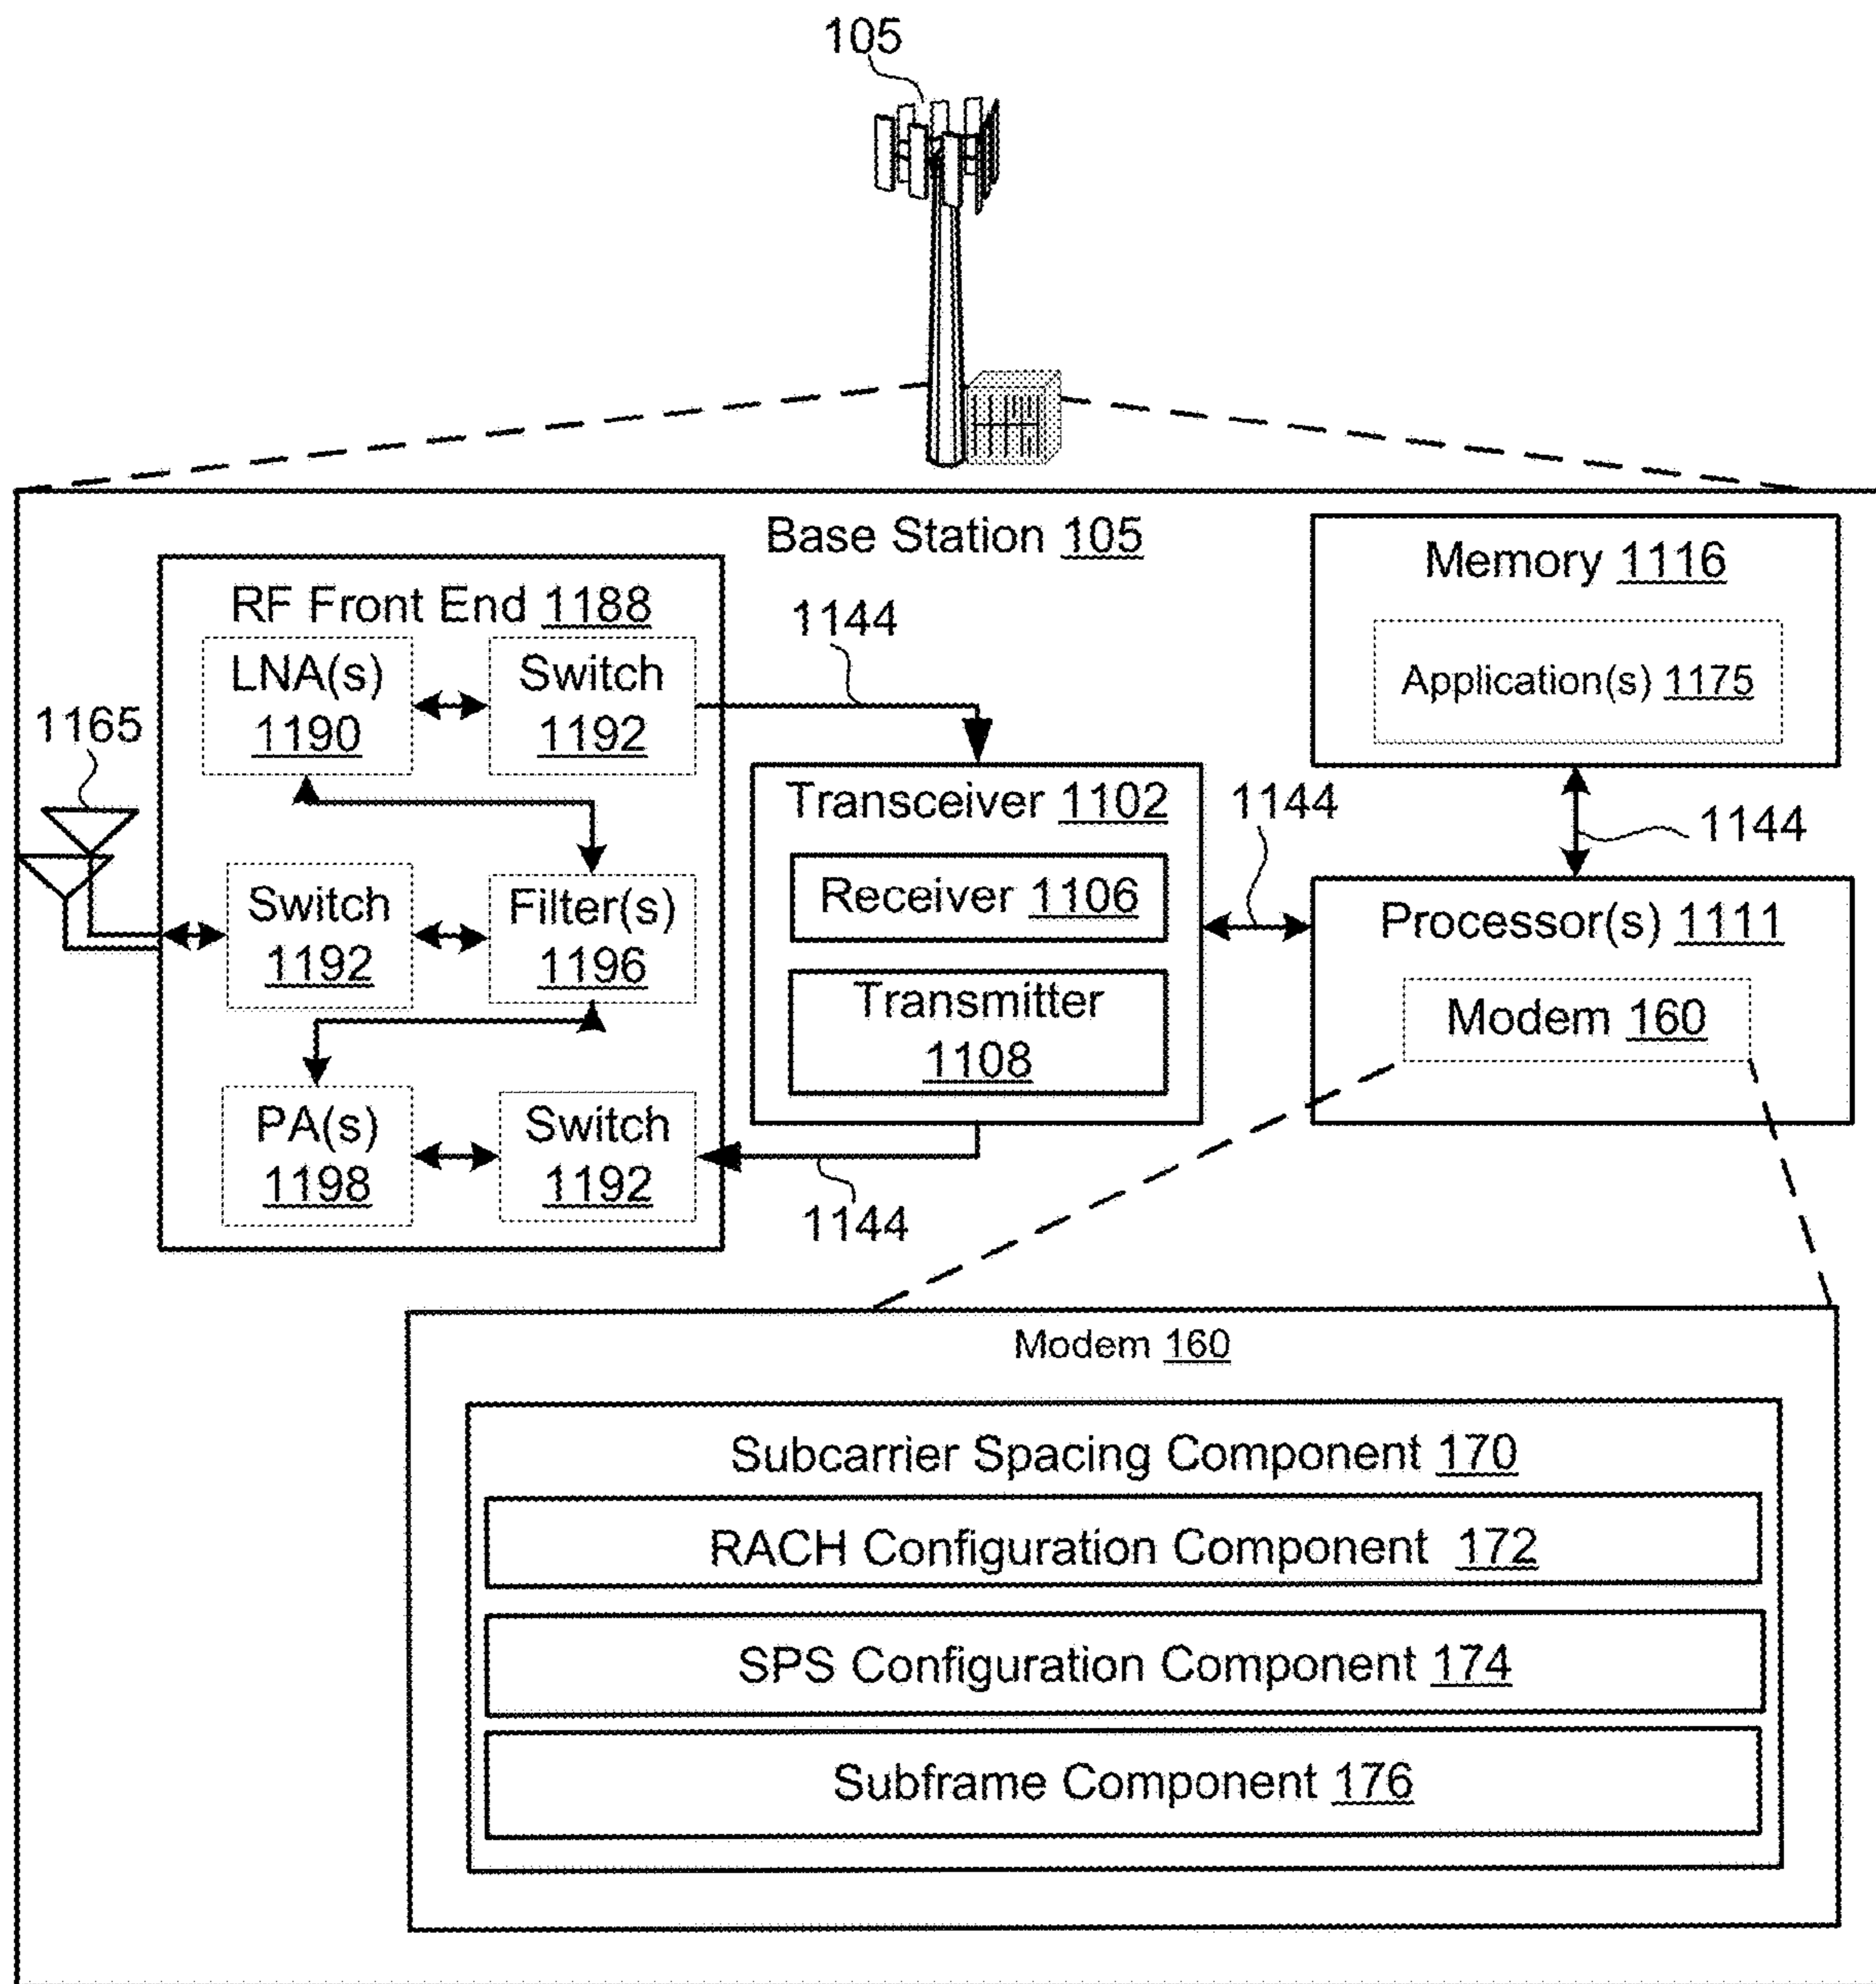 105
Base Station 105
RF Front End 1188
LNA(s)
1190
Switch
1192
1144
1165
Switch
1192
Filter(s)
1196
PA(s)
1198
Switch
1192
1144
Transceiver 1102
Receiver 1106
Transmitter
1108
1144
Memory 1116
Application(s) 1175
1144
Processor(s) 1111
Modem 160
Modem 160
Subcarrier Spacing Component 170
RACH Configuration Component 172
SPS Configuration Component 174
Subframe Component 176